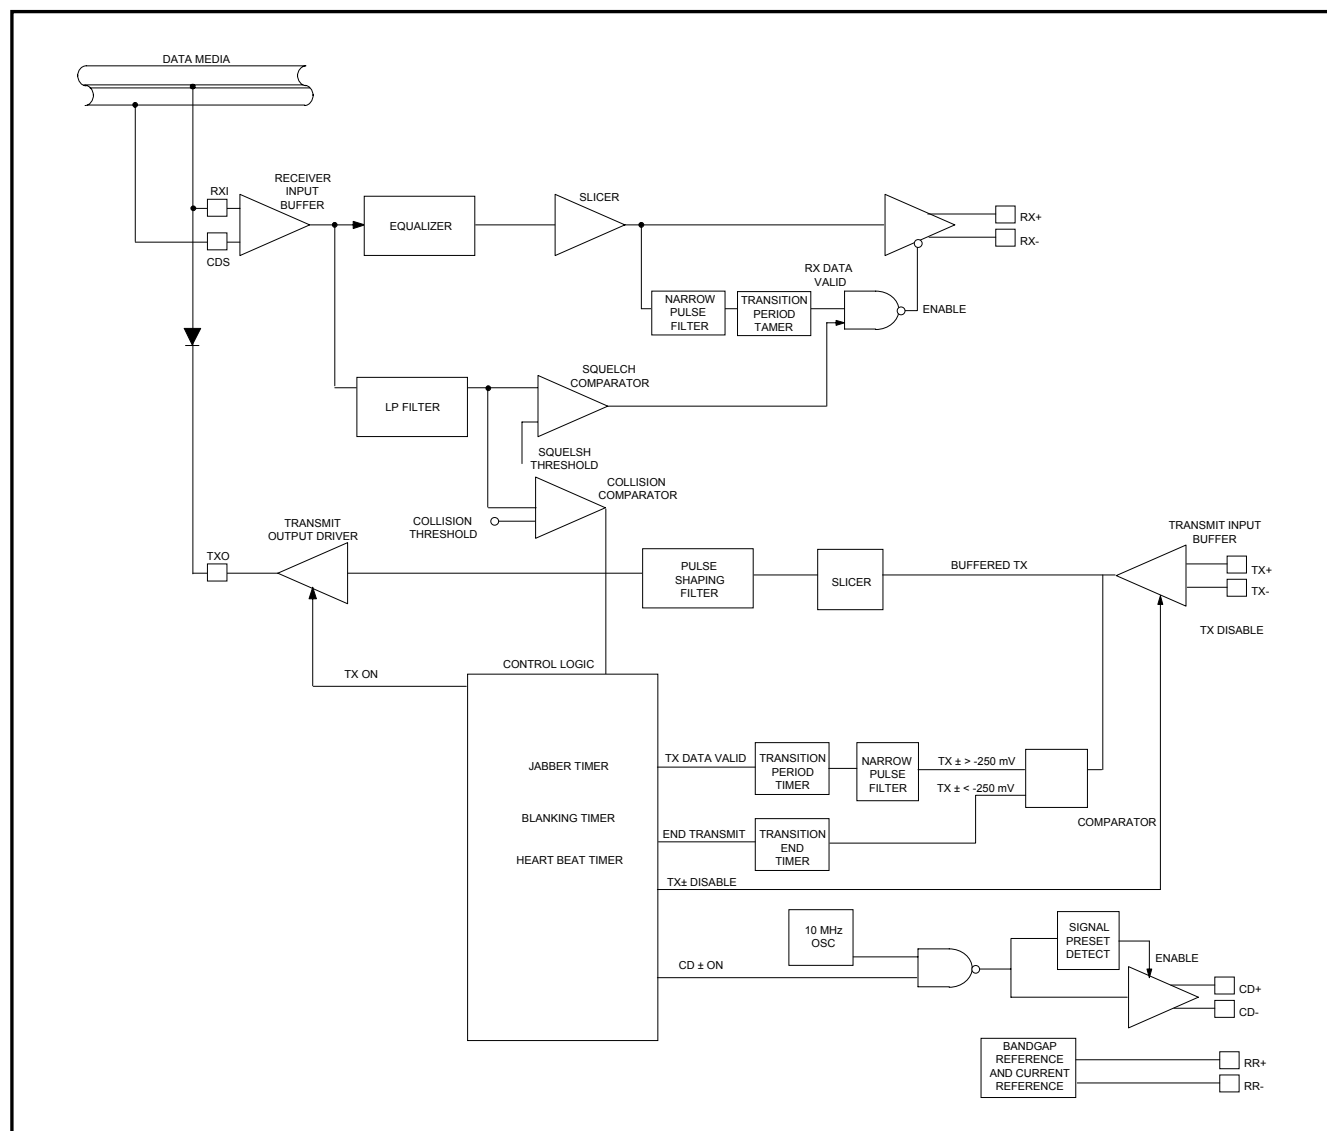 DATA MEDIA
RXI
CDS
RECEIVER
INPUT
BUFFER
EQUALIZER
SLICER
RX+
RX-
RX DATA
VALID
NARROW
PULSE
FILTER
TRANSITION
PERIOD
TAMER
ENABLE
LP FILTER
SQUELCH
COMPARATOR
SQUELSH
THRESHOLD
COLLISION
COMPARATOR
COLLISION
THRESHOLD
TRANSMIT
OUTPUT DRIVER
TXO
PULSE
SHAPING
FILTER
SLICER
BUFFERED TX
TRANSMIT INPUT
BUFFER
TX+
TX-
TX DISABLE
TX ON
CONTROL LOGIC
JABBER TIMER
BLANKING TIMER
HEART BEAT TIMER
TX DATA VALID
TRANSITION
PERIOD
TIMER
NARROW
PULSE
FILTER
TX ± > -250 mV
TX ± < -250 mV
COMPARATOR
END TRANSMIT
TRANSITION
END
TIMER
TX± DISABLE
10 MHz
OSC
CD ± ON
SIGNAL
PRESET
DETECT
ENABLE
CD+
CD-
BANDGAP
REFERENCE
AND CURRENT
REFERENCE
RR+
RR-